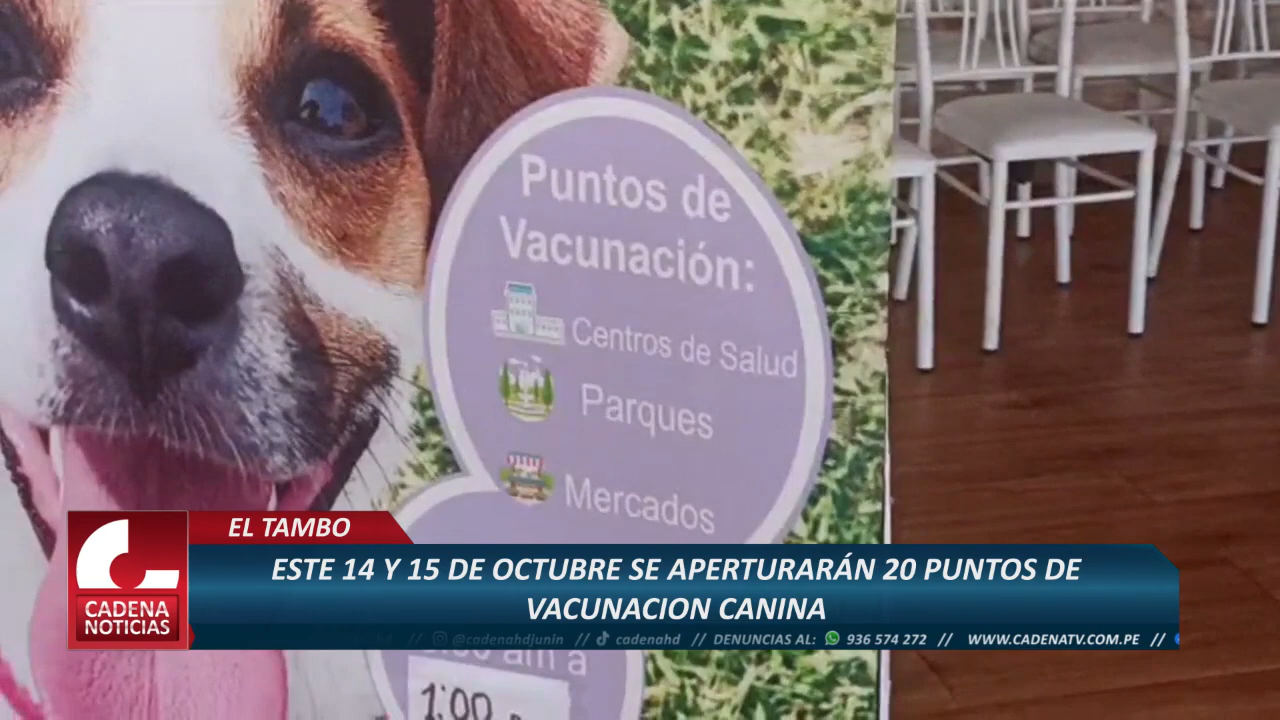 Puntos de
Vacunación:
Centros de Salud
Parques
Mercados
EL TAMBO
ESTE 14 Y 15 DE OCTUBRE SE APERTURARÁN 20 PUNTOS DE
VACUNACION CANINA
CADENA
NOTICIAS
// @cadenahdjunin // cadenahd // DENUNCIAS AL: 936 574 272 // WWW.CADENATV.COM.PE //
am a
1:00